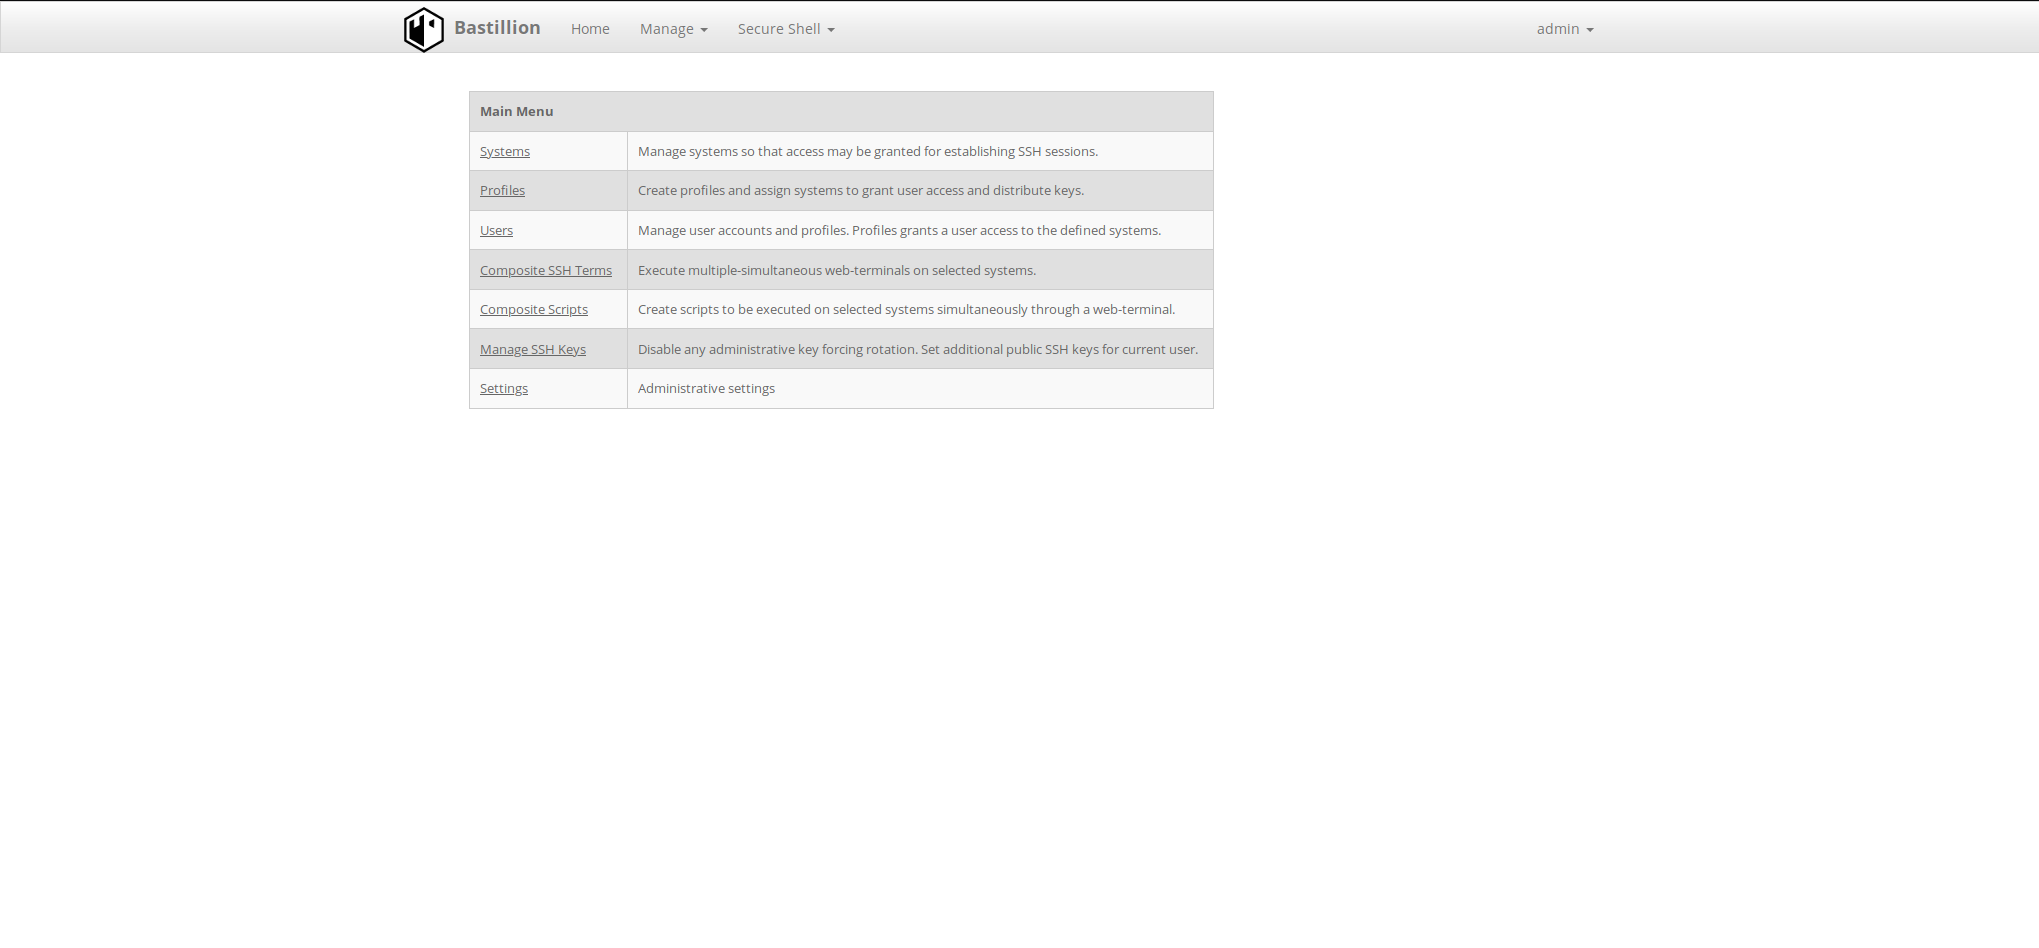 Bastillion Home Manage Secure Shell admin
Main Menu
Systems Manage systems so that access may be granted for establishing SSH sessions.
Profiles Create profiles and assign systems to grant user access and distribute keys.
Users Manage user accounts and profiles. Profiles grants a user access to the defined systems.
Composite SSH Terms Execute multiple-simultaneous web-terminals on selected systems.
Composite Scripts Create scripts to be executed on selected systems simultaneously through a web-terminal.
Manage SSH Keys Disable any administrative key forcing rotation. Set additional public SSH keys for current user.
Settings Administrative settings